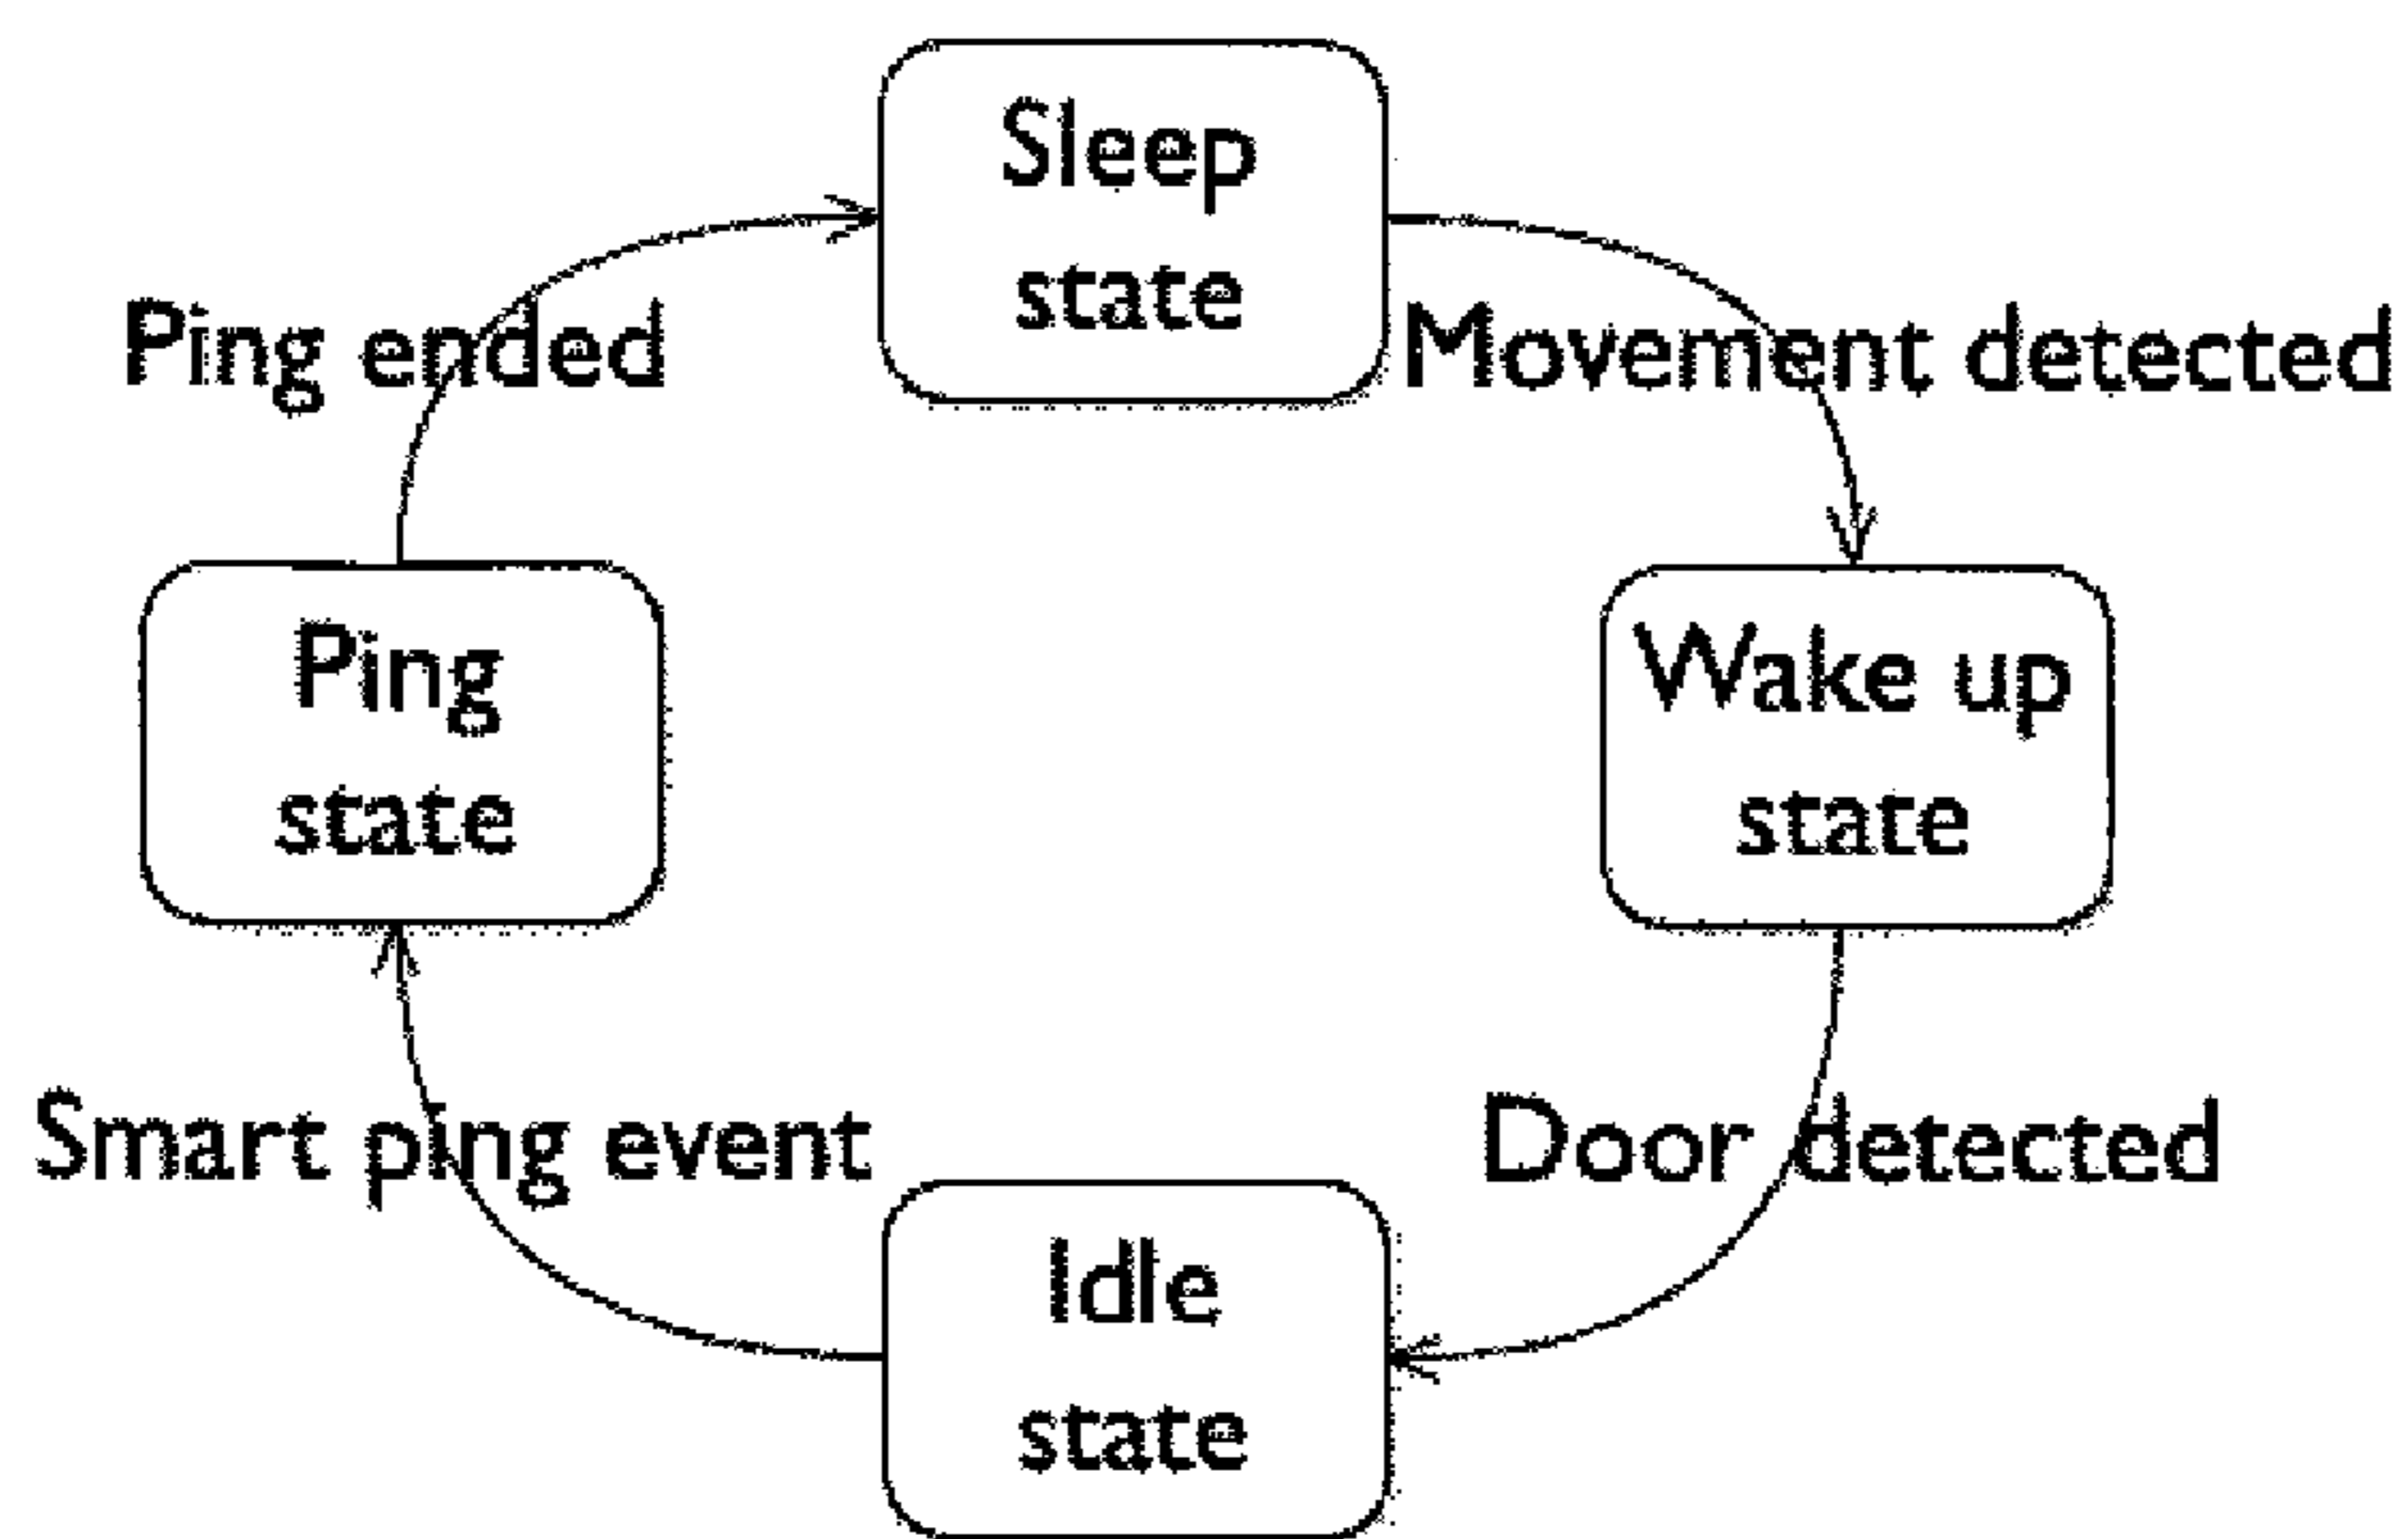 Sleep
state
Ping ended
Movement detected
Ping
state
Wake up
state
Smart ping event
Door detected
Idle
state